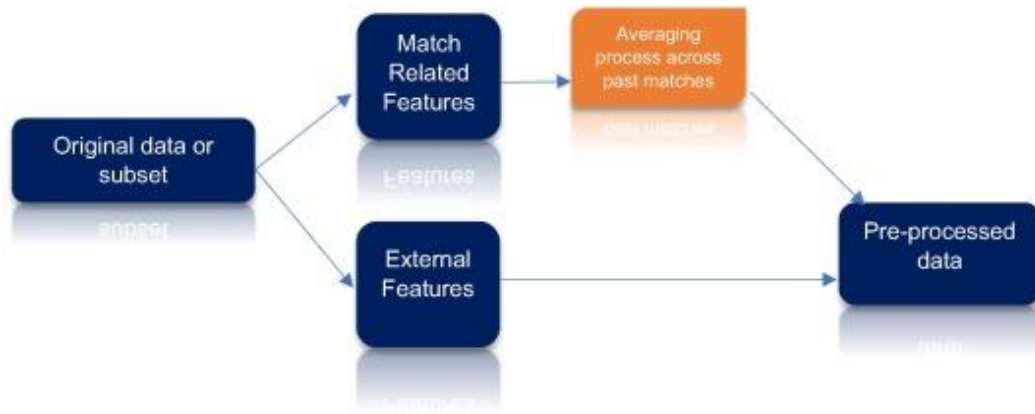 Original data or
subset
Match
Related
Features
Averaging
process across
past matches
External
Features
Pre-processed
data